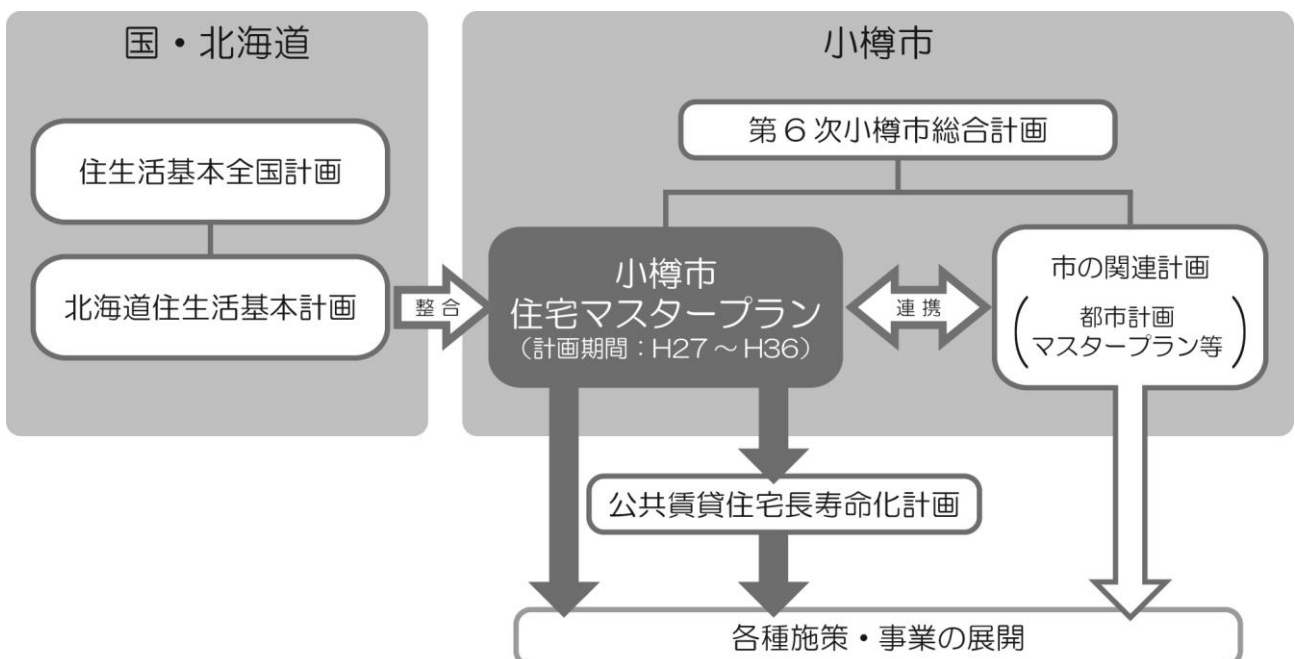 国・北海道
住生活基本全国計画
北海道住生活基本計画
整合
小樽市
第6次小樽市総合計画
小樽市
住宅マスタープラン
（計画期間：H27～H36）
連携
市の関連計画
都市計画
マスタープラン等
公共賃貸住宅長寿命化計画
各種施策・事業の展開